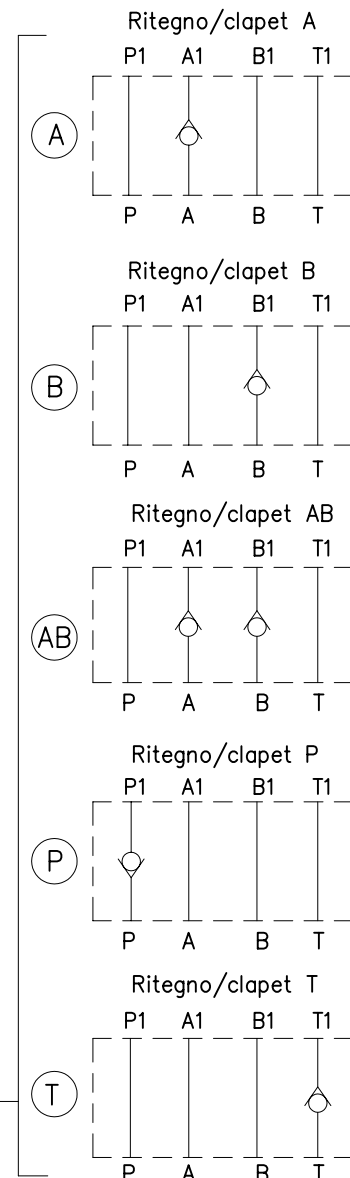 Ritegno/clapet A
P1 A1 B1 T1
A
P A B T
Ritegno/clapet B
P1 A1 B1 T1
B
P A B T
Ritegno/clapet AB
P1 A1 B1 T1
AB
P A B T
Ritegno/clapet P
P1 A1 B1 T1
P
P A B T
Ritegno/clapet T
P1 A1 B1 T1
T
P A B T